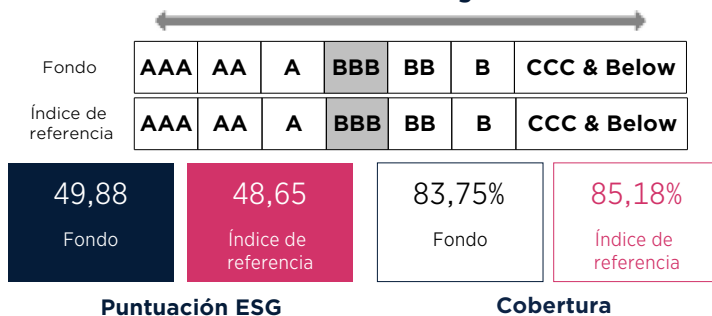 Fondo AAA AA A BBB BB B CCC & Below
Índice de
referencia AAA AA A BBB BB B CCC & Below
49,88 48,65 83,75% 85,18%
Fondo Índice de Fondo Índice de
referencia referencia
Puntuación ESG Cobertura